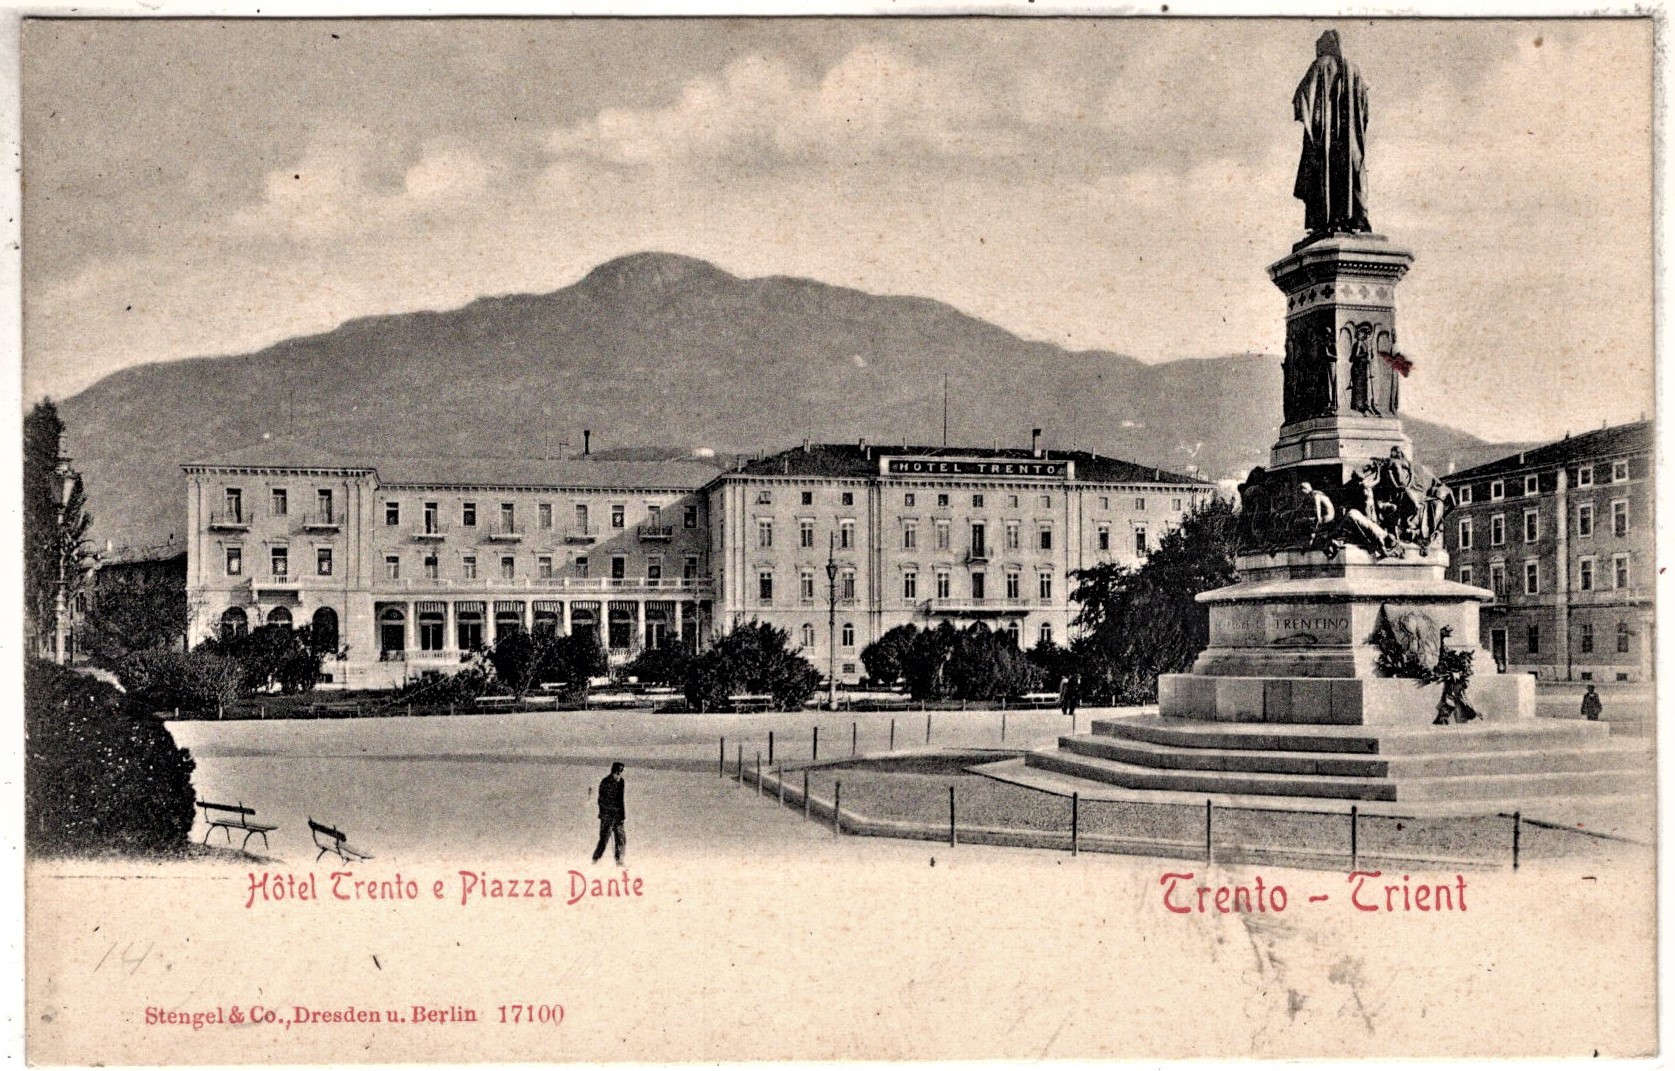 HOTEL TRENTO
TRENTINO
Hôtel Trento e Piazza Dante
Trento - Trient
14
Stengel & Co., Dresden u. Berlin 17100